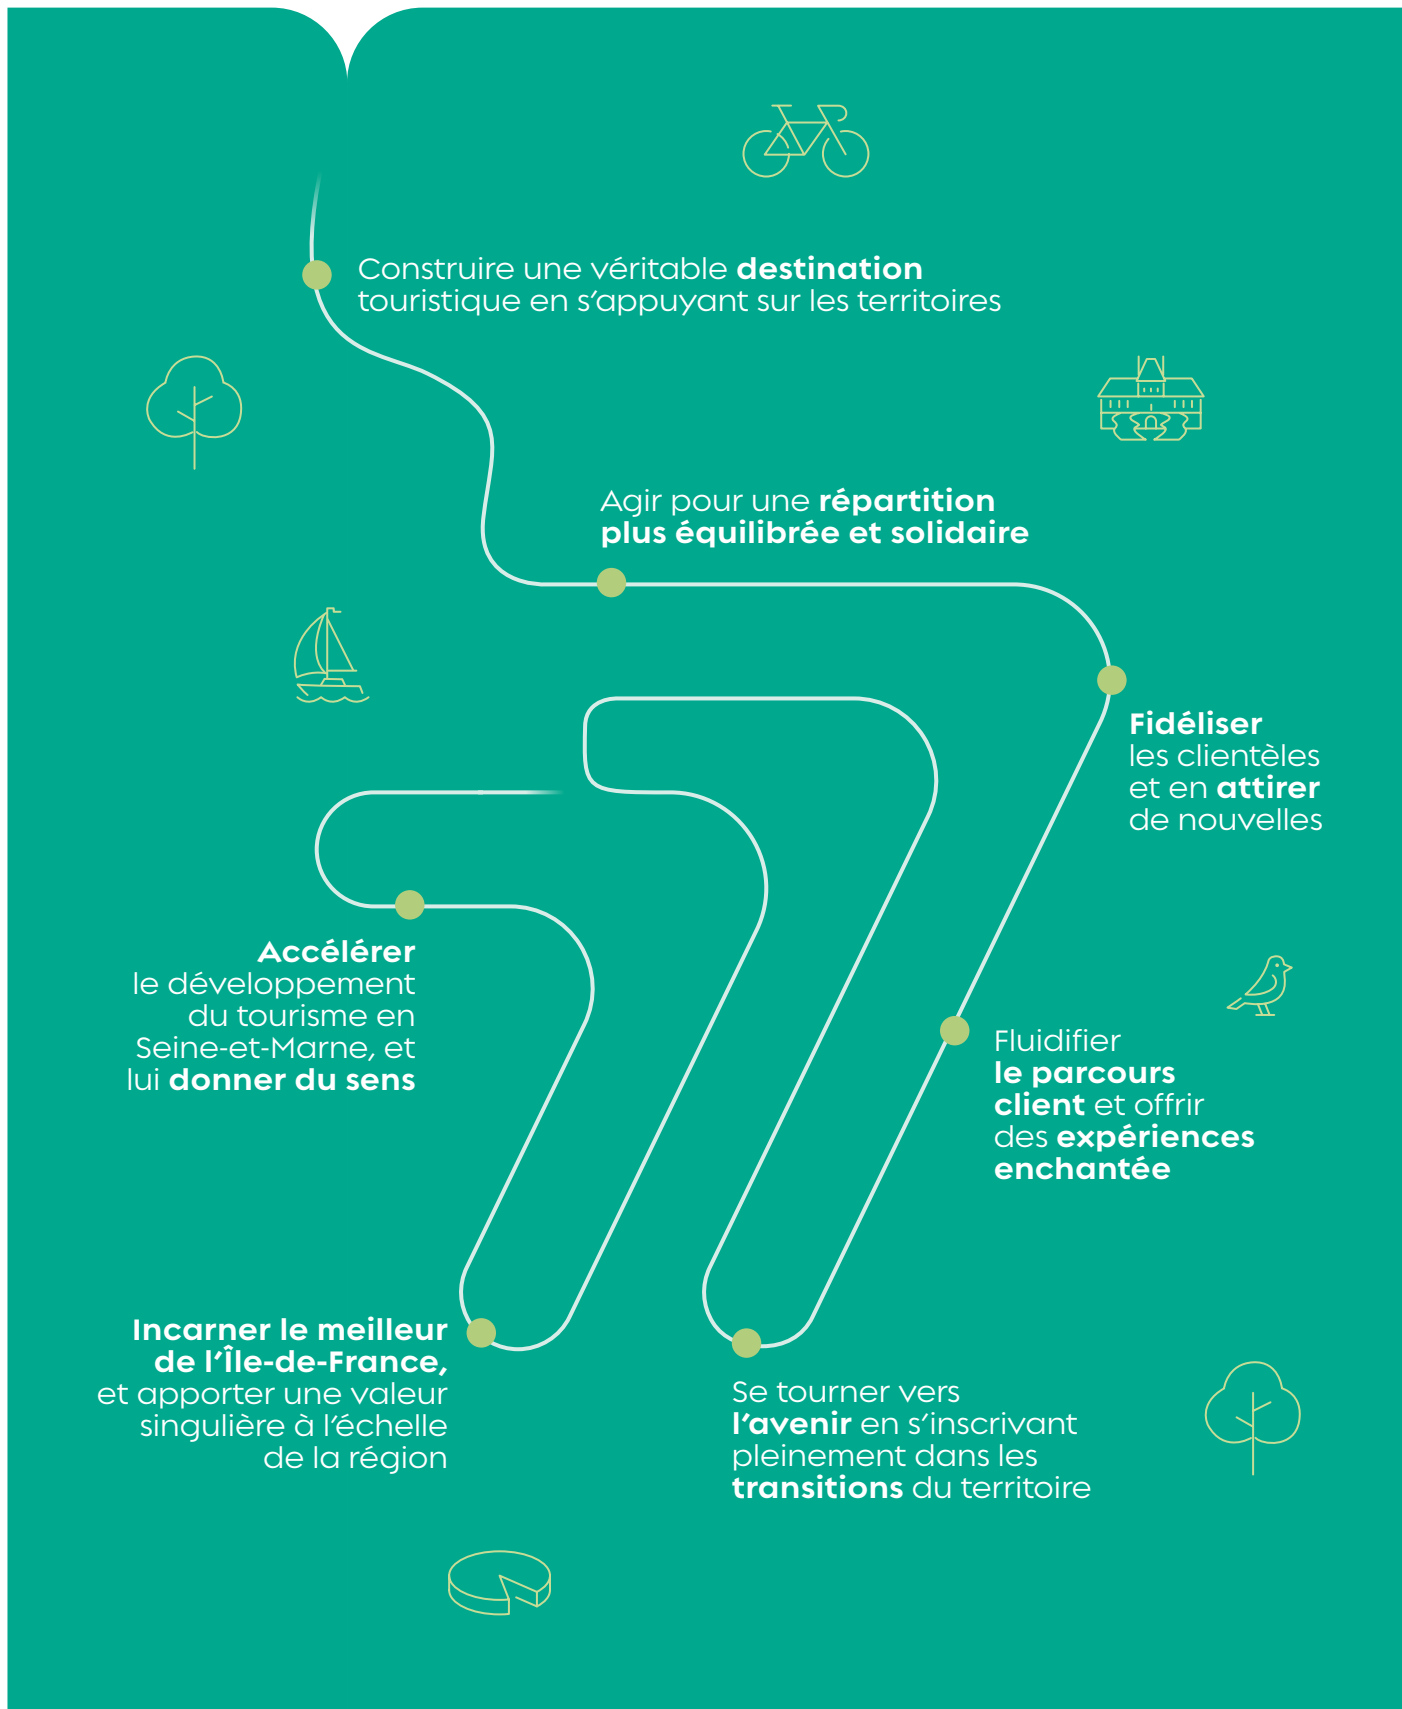 Construire une véritable destination
touristique en s’appuyant sur les territoires
Agir pour une répartition
plus équilibrée et solidaire
Fidéliser
les clientèles
et en attirer
de nouvelles
Accélérer
le développement
du tourisme en
Seine-et-Marne, et
lui donner du sens
Fluidifier
le parcours
client et offrir
des expériences
enchantée
Incarner le meilleur
de l’Île-de-France,
et apporter une valeur
singulière à l’échelle
de la région
Se tourner vers
l’avenir en s’inscrivant
pleinement dans les
transitions du territoire